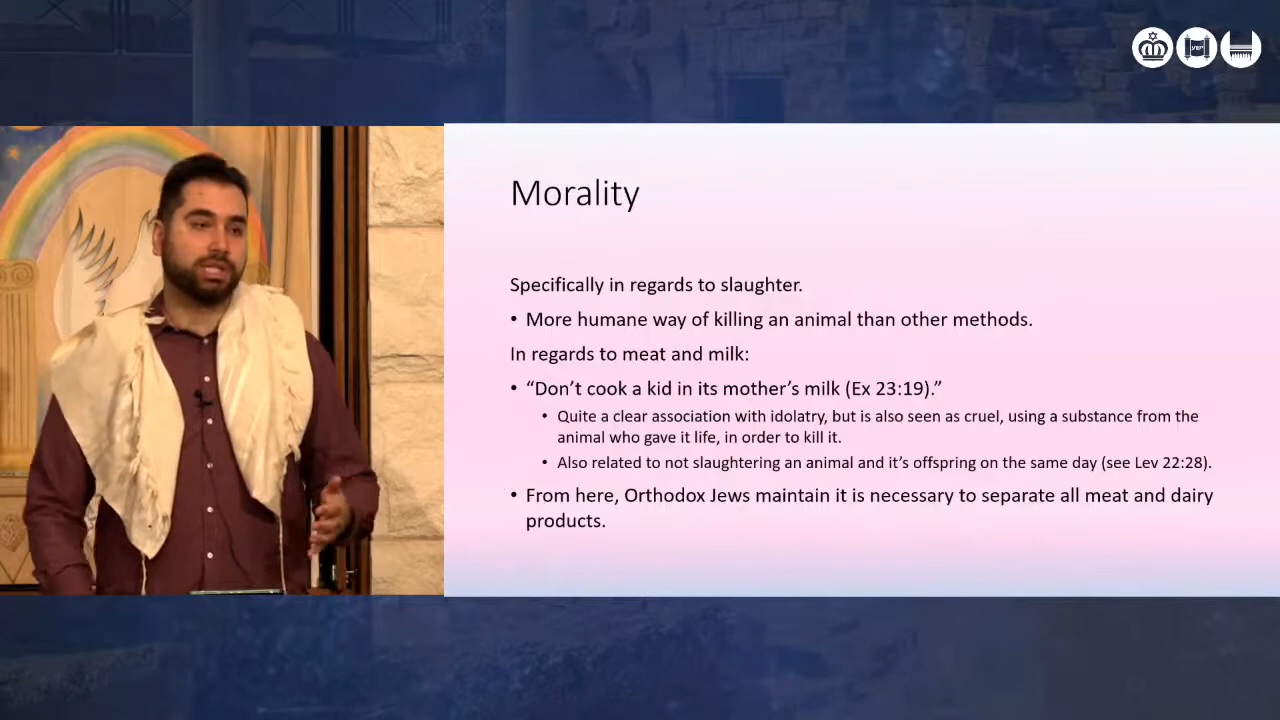 Morality
Specifically in regards to slaughter.
• More humane way of killing an animal than other methods.
In regards to meat and milk:
• “Don’t cook a kid in its mother’s milk (Ex 23:19).”
• Quite a clear association with idolatry, but is also seen as cruel, using a substance from the
animal who gave it life, in order to kill it.
• Also related to not slaughtering an animal and it’s offspring on the same day (see Lev 22:28).
• From here, Orthodox Jews maintain it is necessary to separate all meat and dairy
products.